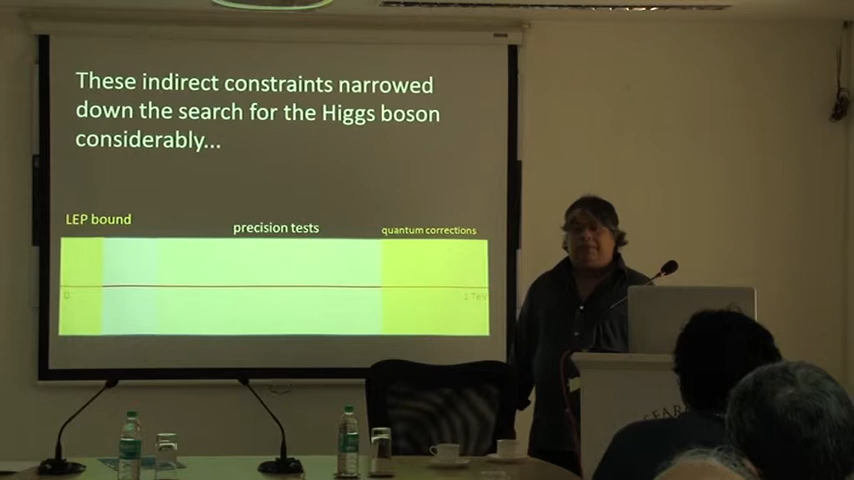 These indirect constraints narrowed
down the search for the Higgs boson
considerably...
LEP bound
precision tests
quantum corrections
0
1 TeV